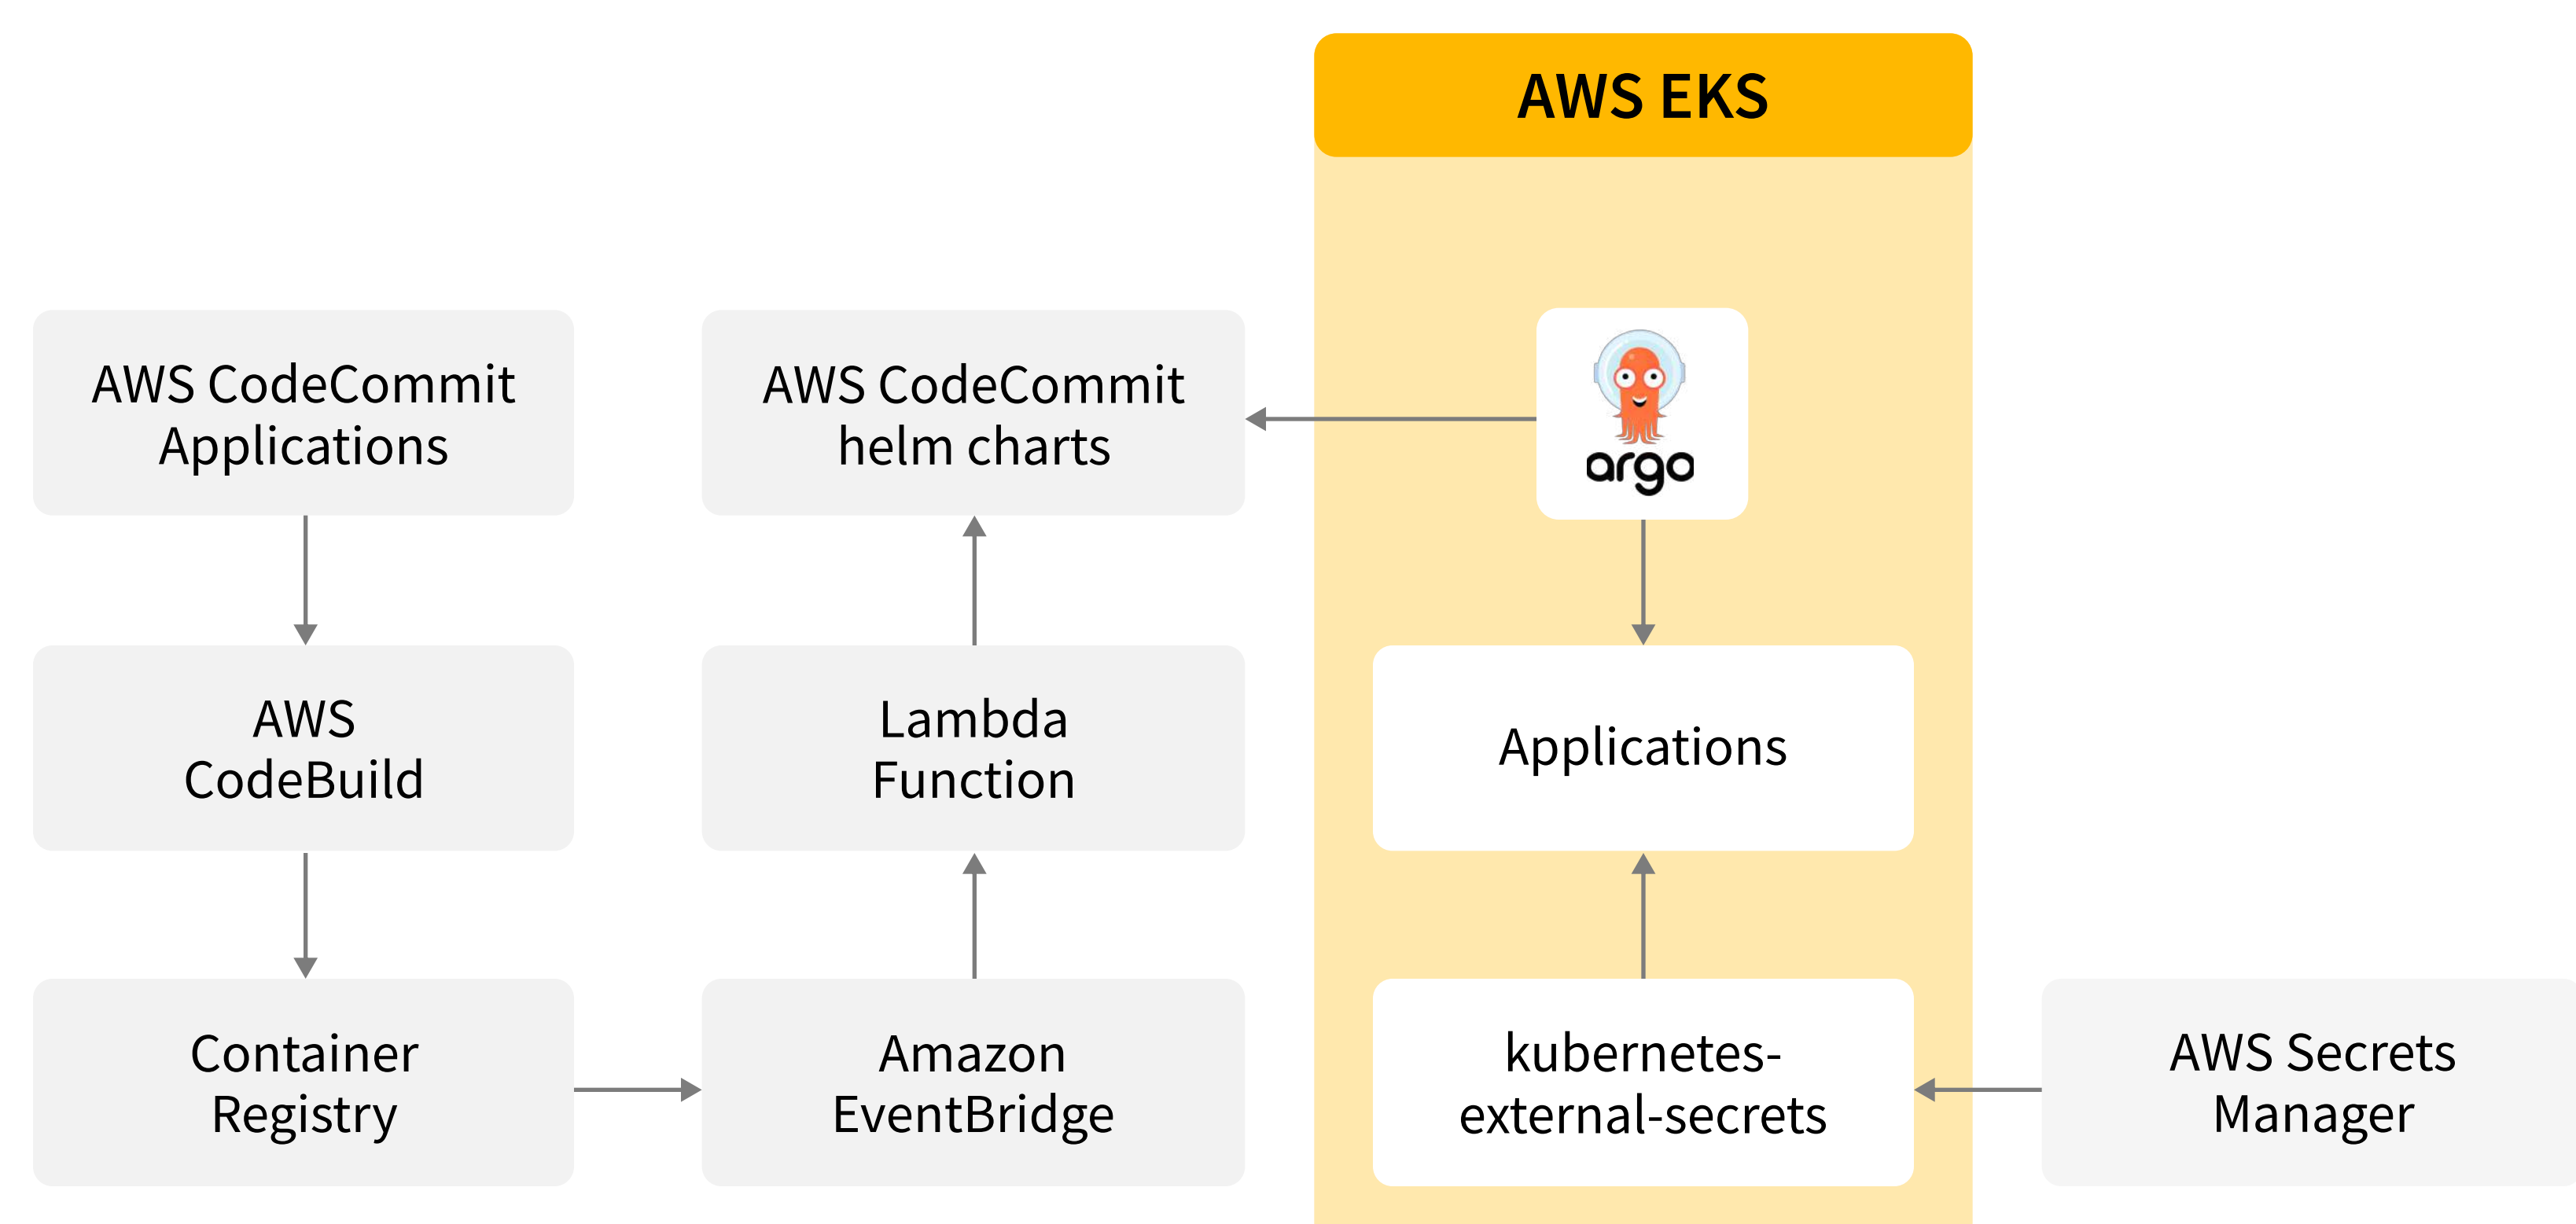 AWS EKS
AWS CodeCommit
Applications
AWS CodeCommit
helm charts
argo
AWS
CodeBuild
Lambda
Function
Applications
Container
Registry
Amazon
EventBridge
kubernetes-
external-secrets
AWS Secrets
Manager